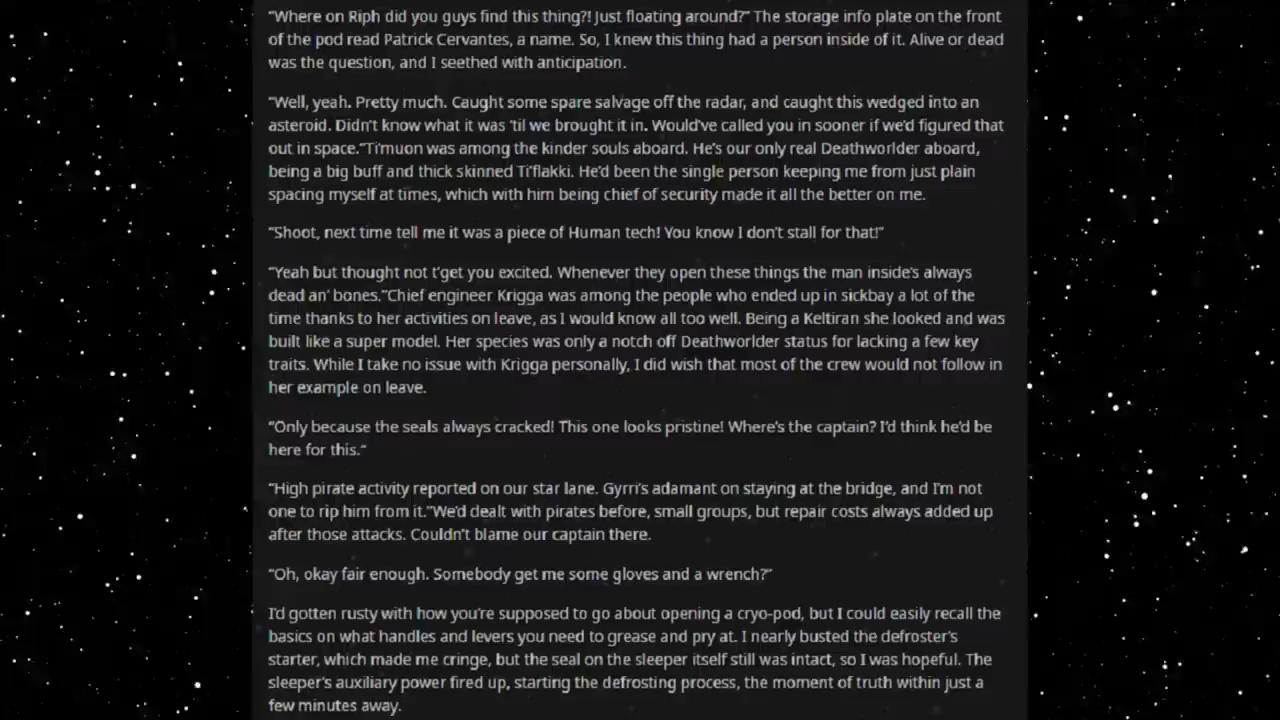 “Where on Riph did you guys find this thing?! Just floating around?” The storage info plate on the front
of the pod read Patrick Cervantes, a name. So, I knew this thing had a person inside of it. Alive or dead
was the question, and I seethed with anticipation.
“Well, yeah. Pretty much. Caught some spare salvage off the radar, and caught this wedged into an
asteroid. Didn’t know what it was ‘til we brought it in. Would’ve called you in sooner if we’d figured that
out in space.”Ti’muon was among the kinder souls aboard. He’s our only real Deathworlder aboard,
being a big buff and thick skinned Ti’flakki. He’d been the single person keeping me from just plain
spacing myself at times, which with him being chief of security made it all the better on me.
“Shoot, next time tell me it was a piece of Human tech! You know I don’t stall for that!”
“Yeah but thought not t’get you excited. Whenever they open these things the man inside’s always
dead an’ bones.”Chief engineer Krigga was among the people who ended up in sickbay a lot of the
time thanks to her activities on leave, as I would know all too well. Being a Keltiran she looked and was
built like a super model. Her species was only a notch off Deathworlder status for lacking a few key
traits. While I take no issue with Krigga personally, I did wish that most of the crew would not follow in
her example on leave.
“Only because the seals always cracked! This one looks pristine! Where’s the captain? I’d think he’d be
here for this.”
“High pirate activity reported on our star lane. Gyrri’s adamant on staying at the bridge, and I’m not
one to rip him from it.”We’d dealt with pirates before, small groups, but repair costs always added up
after those attacks. Couldn’t blame our captain there.
“Oh, okay fair enough. Somebody get me some gloves and a wrench?”
I’d gotten rusty with how you’re supposed to go about opening a cryo-pod, but I could easily recall the
basics on what handles and levers you need to grease and pry at. I nearly busted the defroster’s
starter, which made me cringe, but the seal on the sleeper itself still was intact, so I was hopeful. The
sleeper’s auxiliary power fired up, starting the defrosting process, the moment of truth within just a
few minutes away.